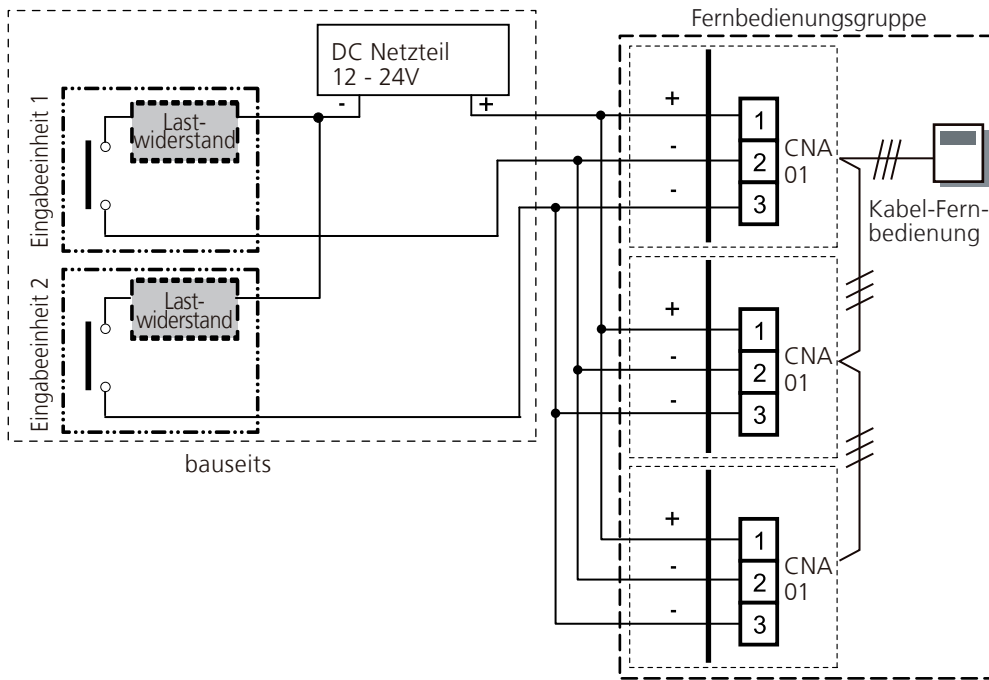 Fernbedienungsgruppe
DC Netzteil
12 - 24V
- +
Eingabeeinheit 1
Last-
widerstand
+
-
-
1
2
3
CNA
01
Kabel-Fern-
bedienung
Eingabeeinheit 2
Last-
widerstand
+
-
-
1
2
3
CNA
01
bauseits
+
-
-
1
2
3
CNA
01